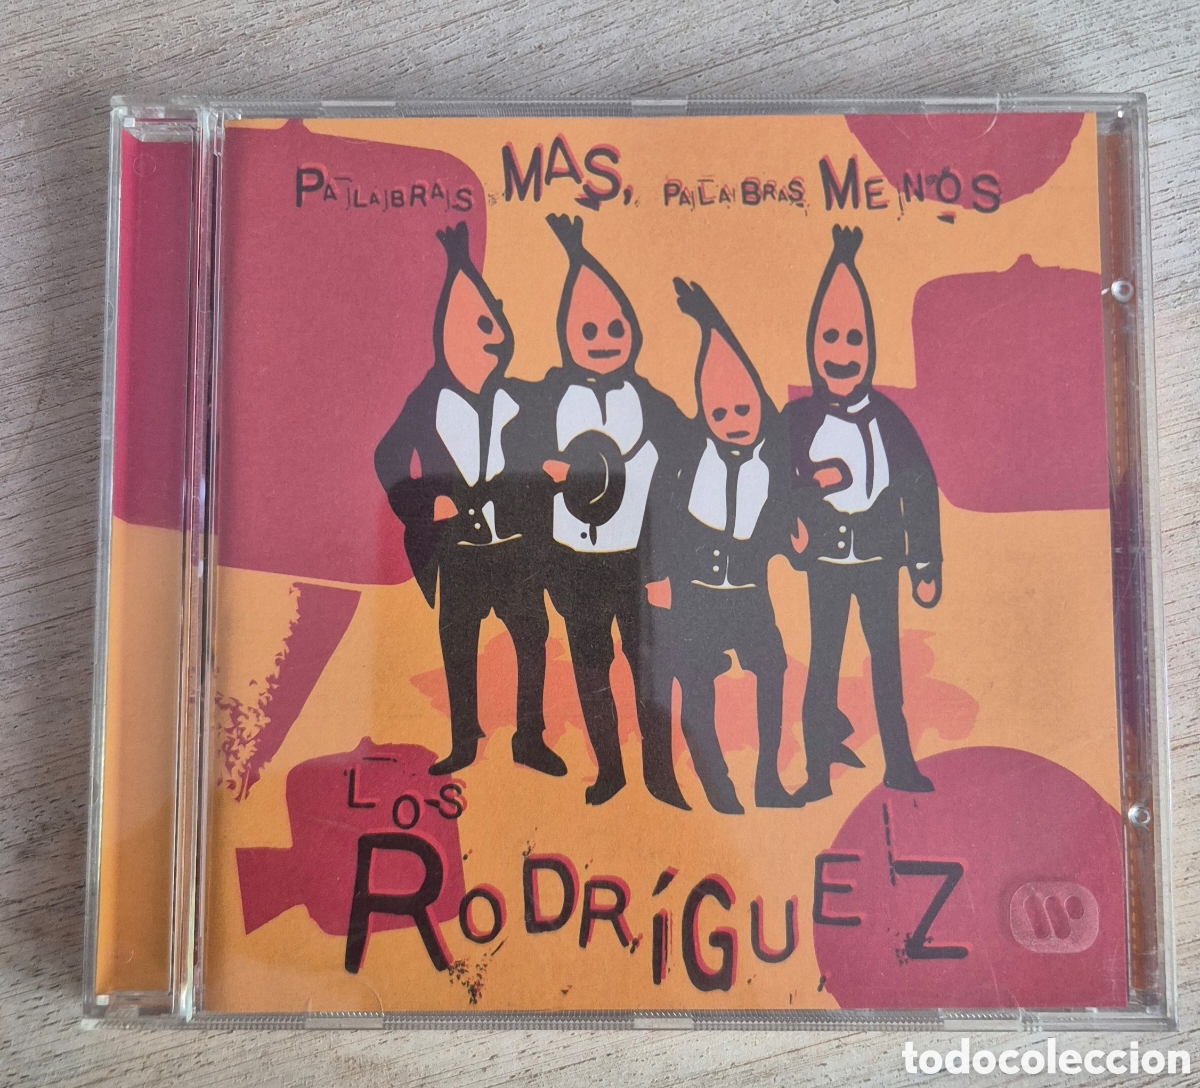 PALABRAS MAS, PALABRAS MENOS
LOS
RODRÍGUEZ
todocoleccion